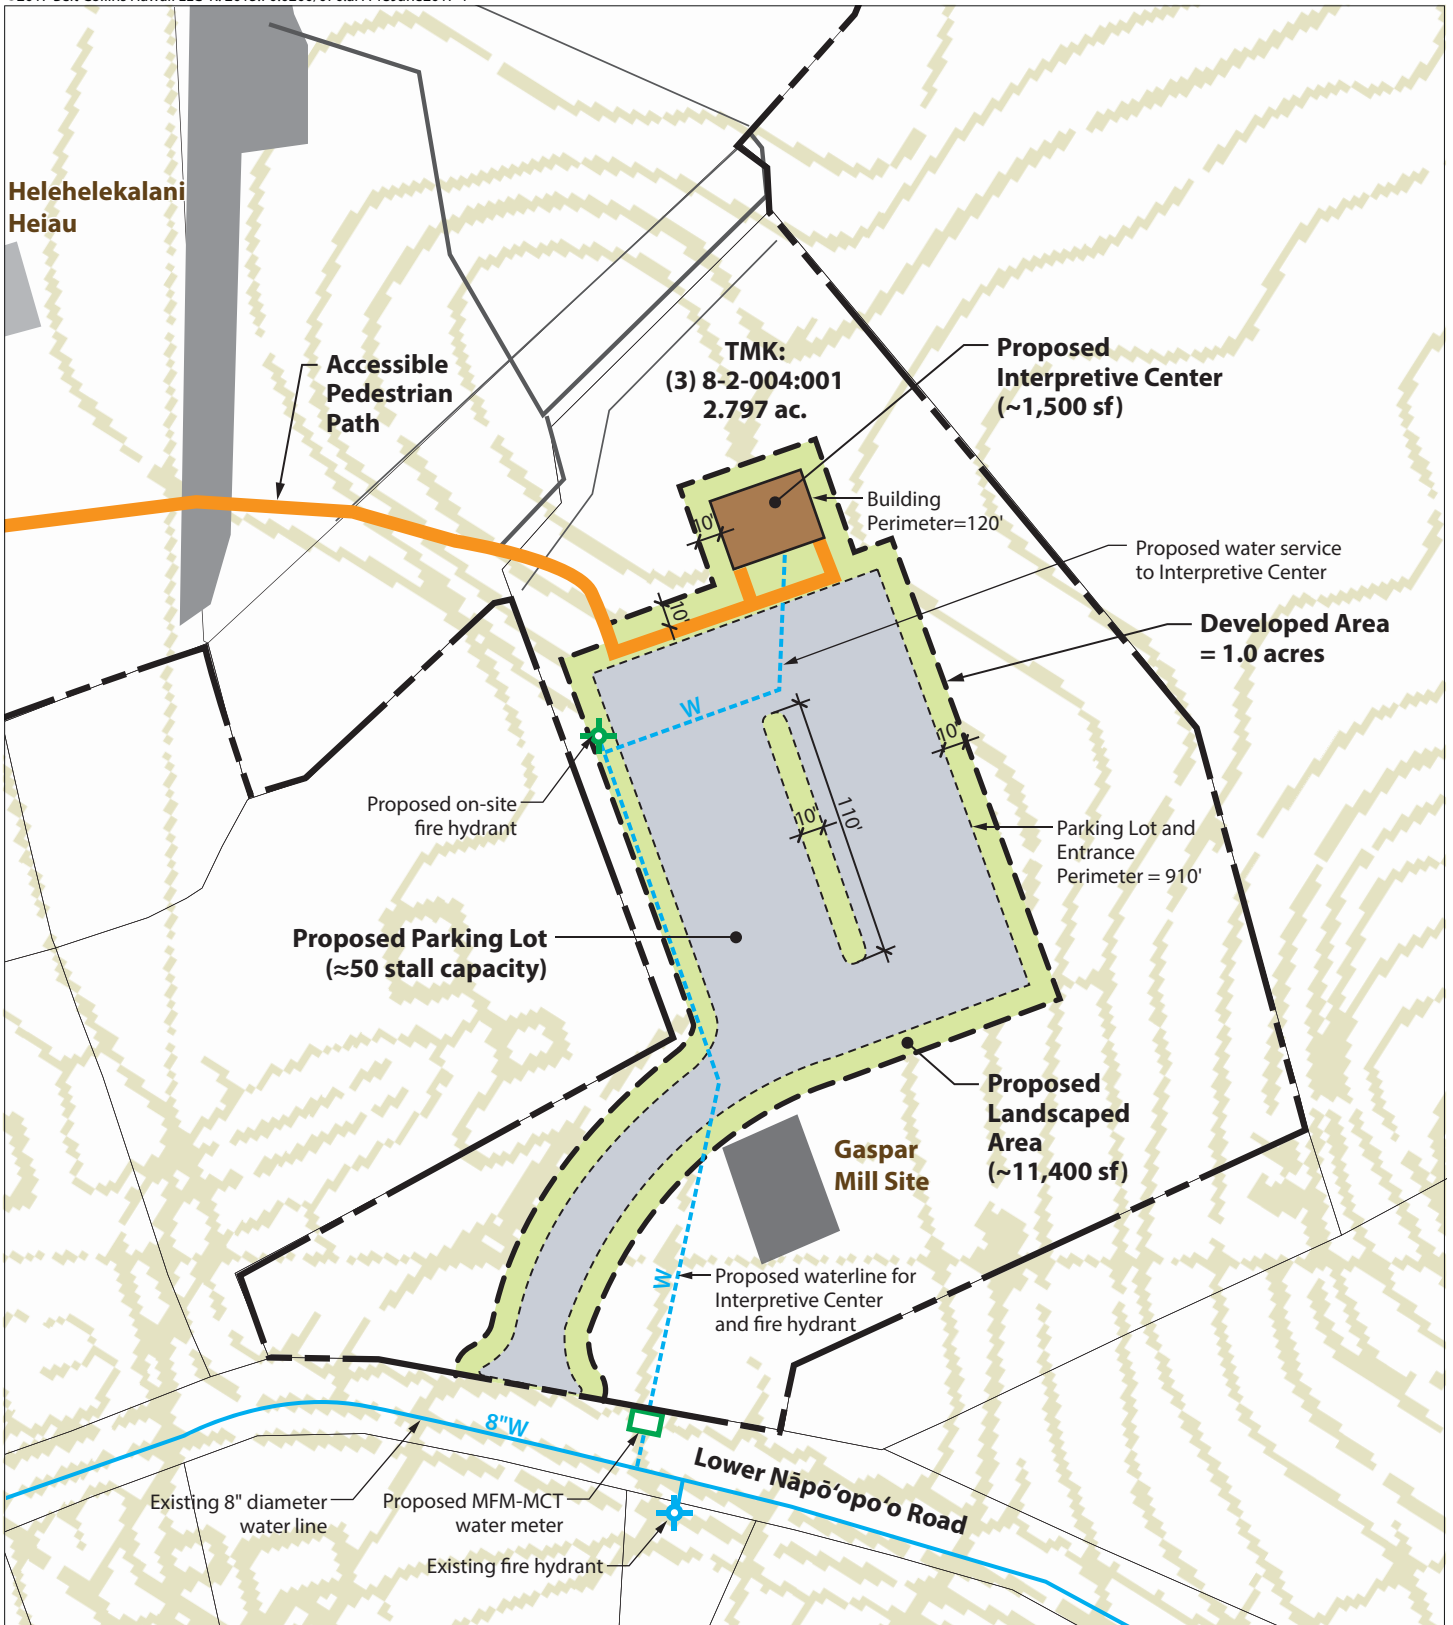 Helehelekalani
Heiau
Accessible
Pedestrian
Path
TMK:
(3) 8-2-004:001
2.797 ac.
Proposed
Interpretive Center
(~1,500 sf)
Building
Perimeter=120'
10'
Proposed water service
to Interpretive Center
10'
Developed Area
= 1.0 acres
W
10'
Proposed on-site
fire hydrant
10'
110'
Parking Lot and
Entrance
Perimeter = 910'
Proposed Parking Lot
(≈50 stall capacity)
Proposed
Landscaped
Area
(~11,400 sf)
Gaspar
Mill Site
W
Proposed waterline for
Interpretive Center
and fire hydrant
8"W
Lower Nāpōʻopoʻo Road
Existing 8" diameter
water line
Proposed MFM-MCT
water meter
Existing fire hydrant